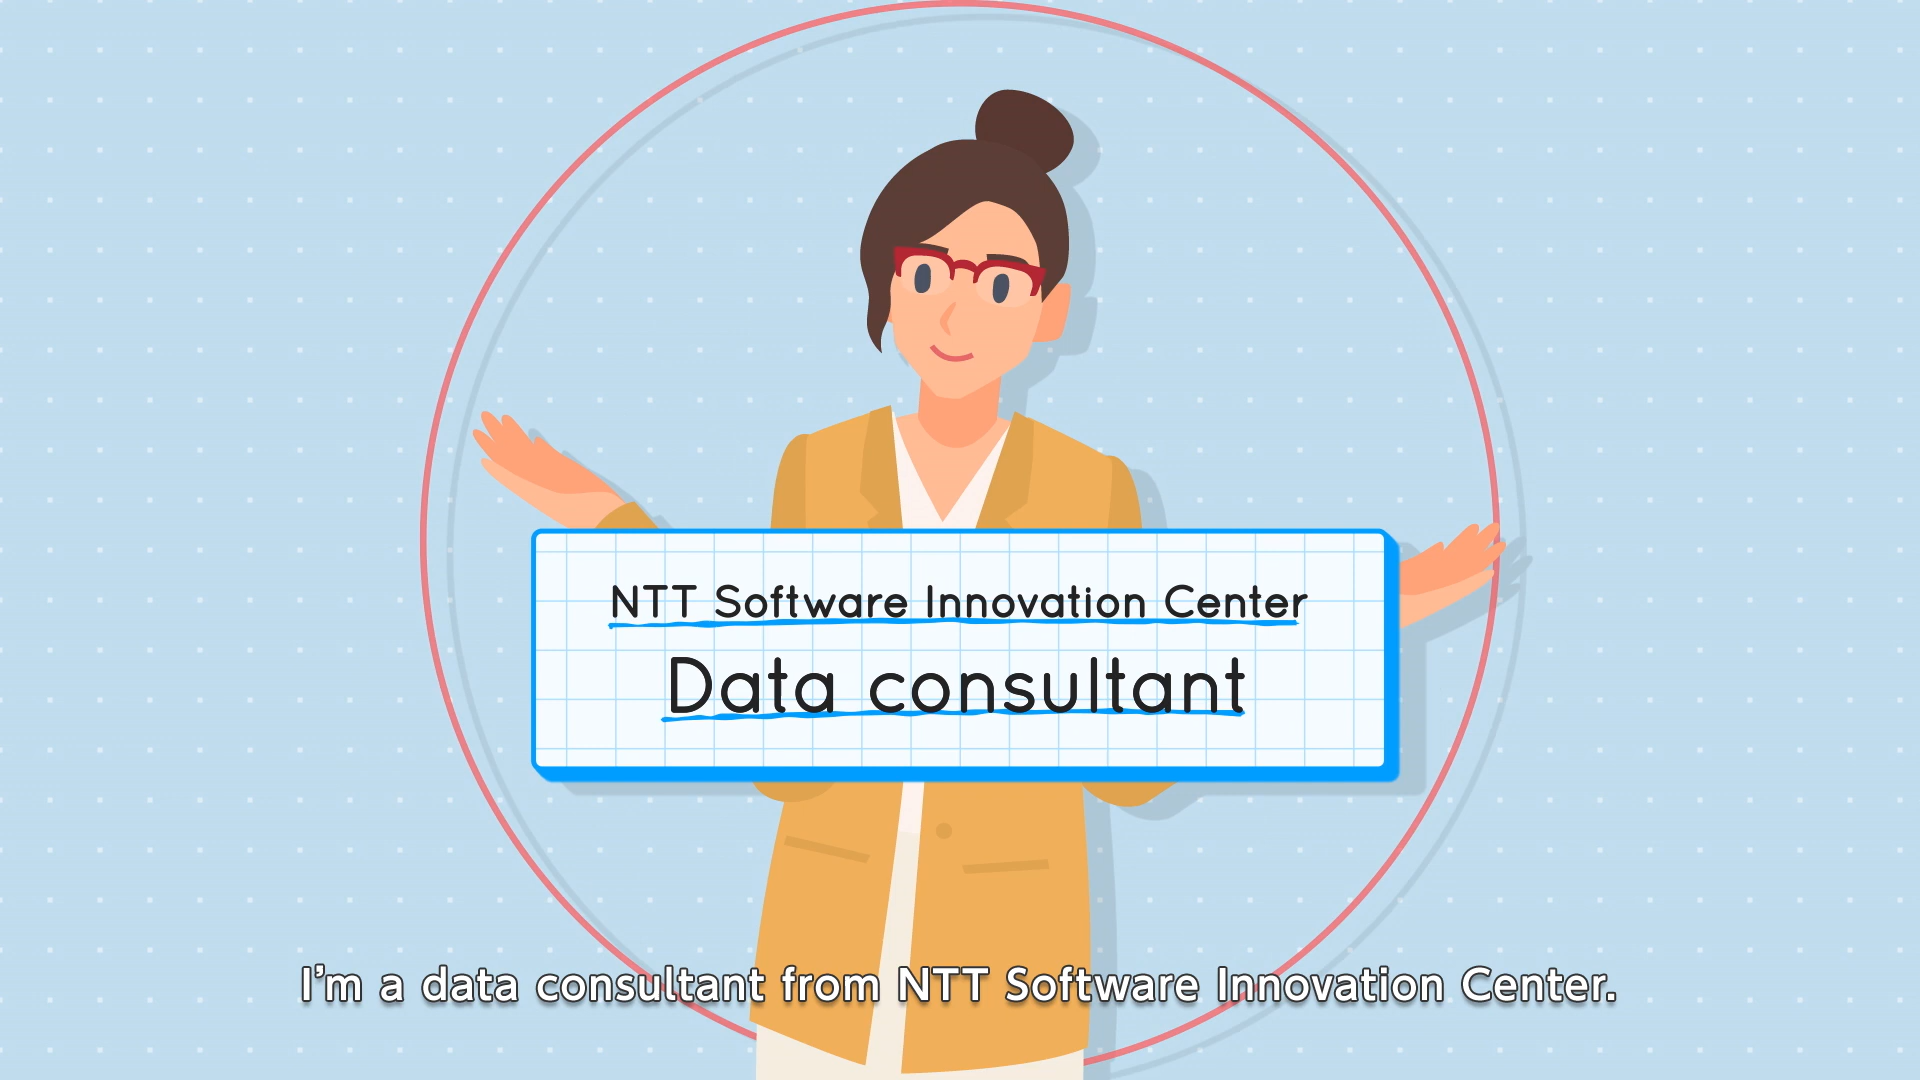 NTT Software Innovation Center
Data consultant
I'm a data consultant from NTT Software Innovation Center.